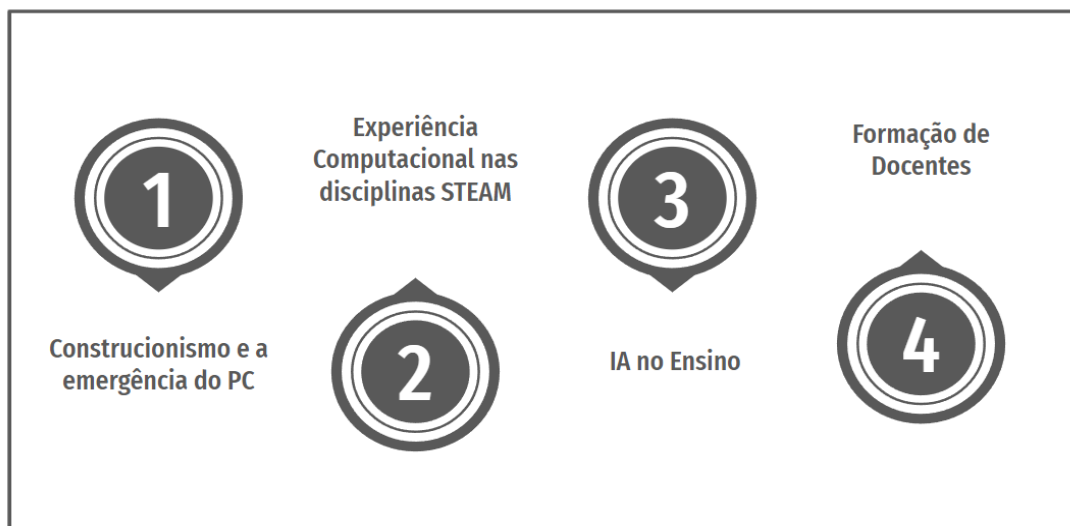 1
Construcionismo e a
emergência do PC
Experiência
Computacional nas
disciplinas STEAM
2
3
IA no Ensino
Formação de
Docentes
4